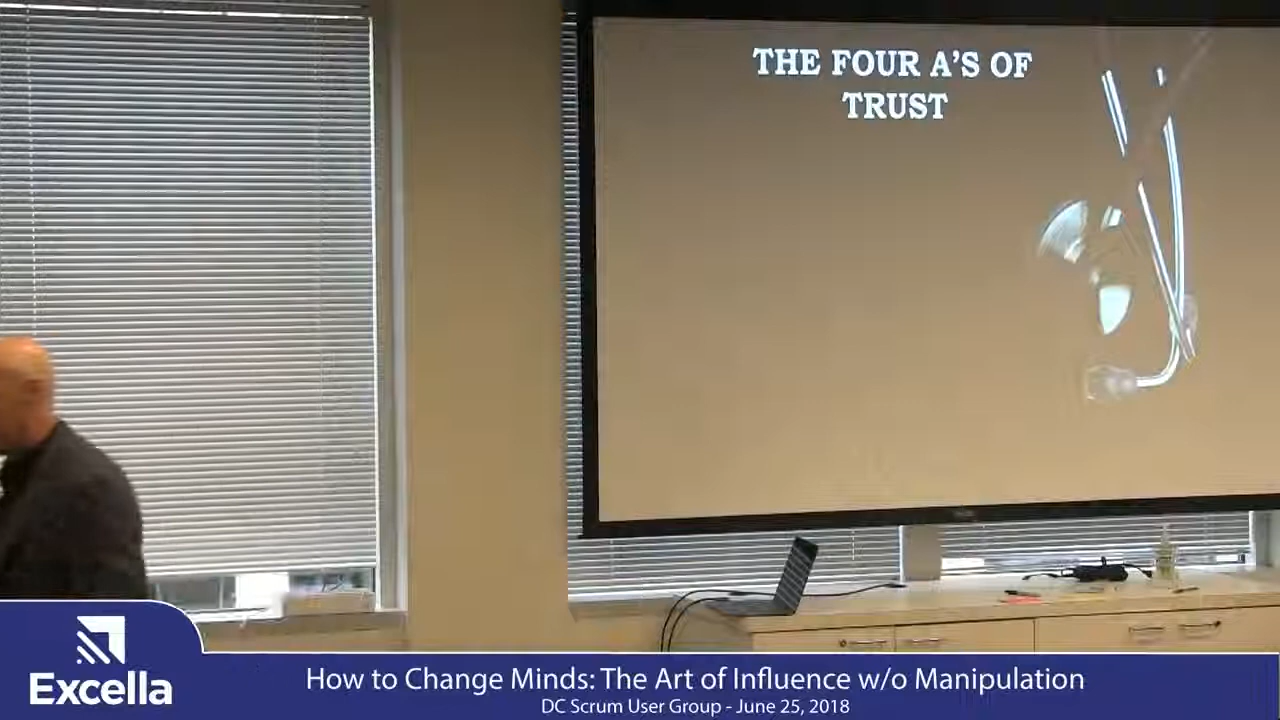 THE FOUR A'S OF
TRUST
Excella
How to Change Minds: The Art of Influence w/o Manipulation
DC Scrum User Group - June 25, 2018